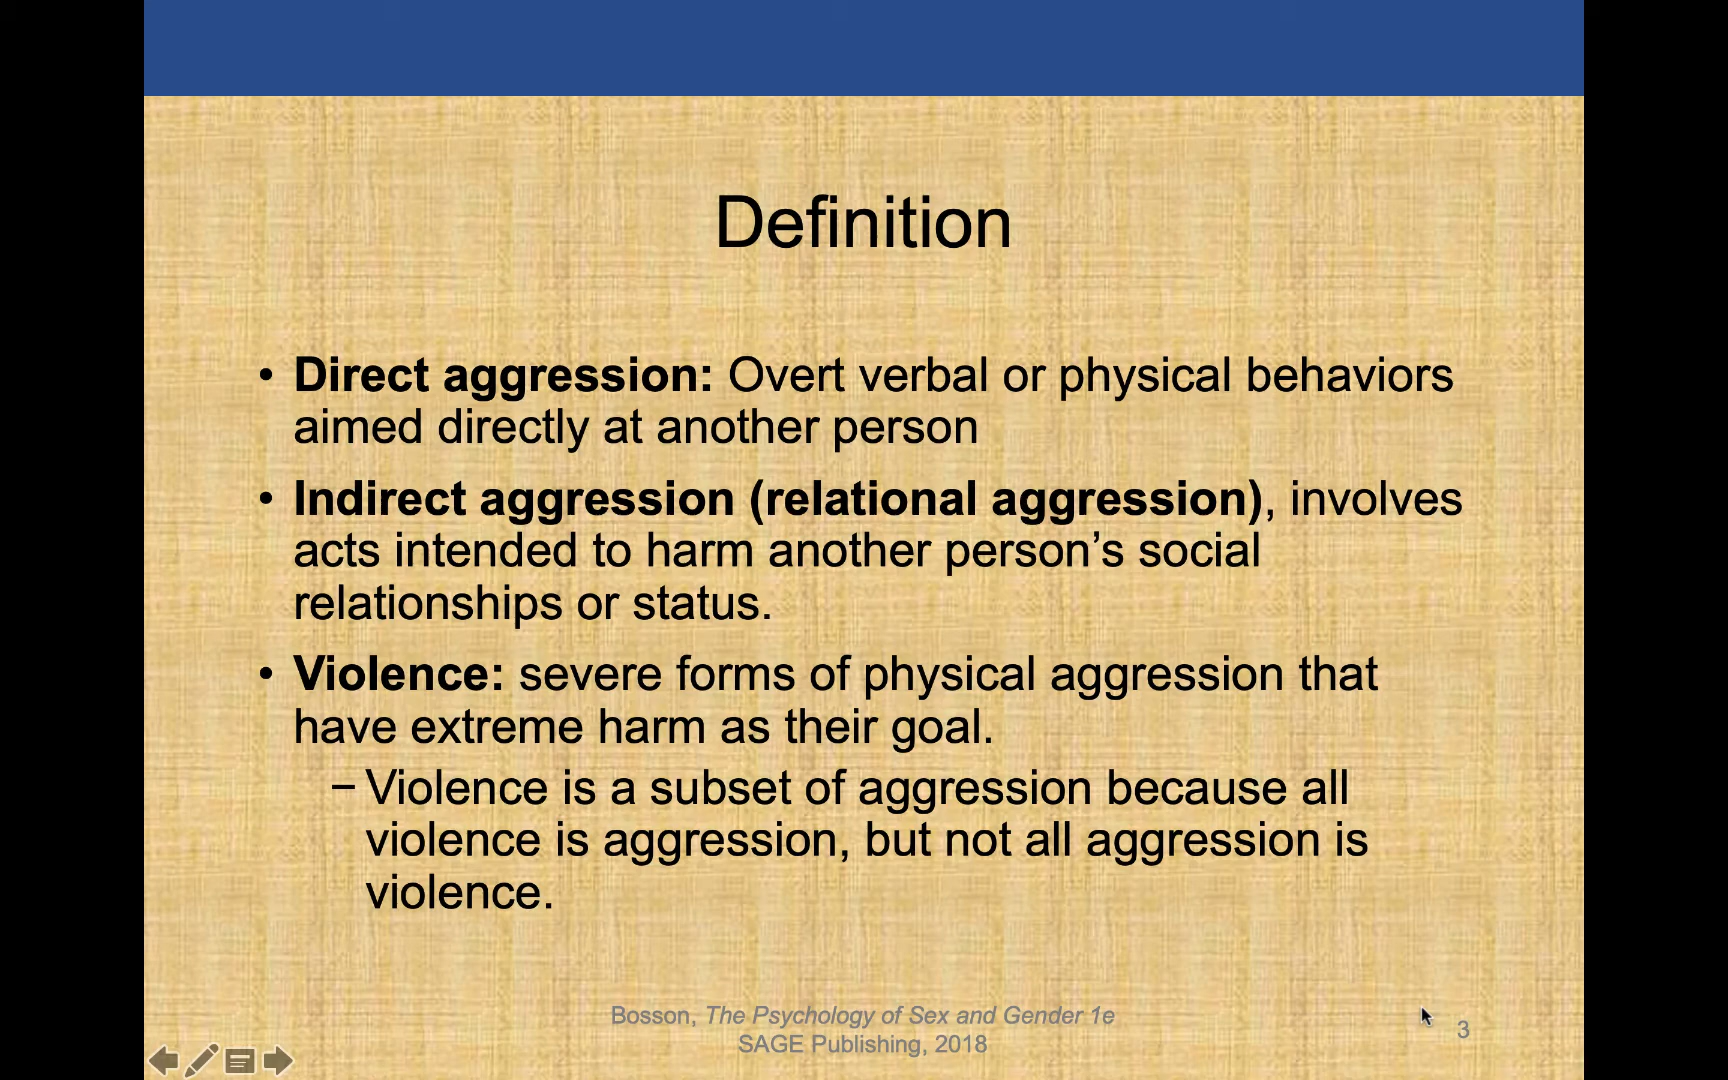 Definition
• Direct aggression: Overt verbal or physical behaviors
aimed directly at another person
• Indirect aggression (relational aggression), involves
acts intended to harm another person’s social
relationships or status.
• Violence: severe forms of physical aggression that
have extreme harm as their goal.
– Violence is a subset of aggression because all
violence is aggression, but not all aggression is
violence.
Bosson, The Psychology of Sex and Gender 1e
SAGE Publishing, 2018
3